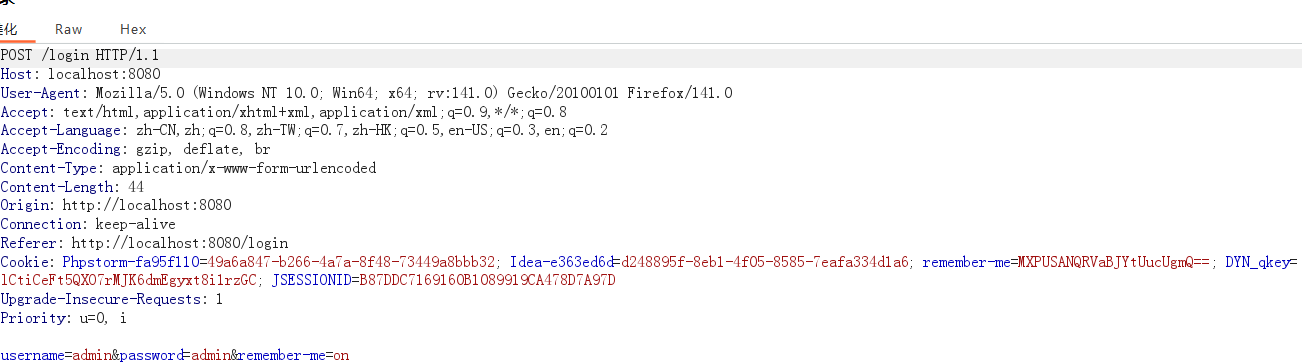 美化 Raw Hex
POST /login HTTP/1.1
Host: localhost:8080
User-Agent: Mozilla/5.0 (Windows NT 10.0; Win64; x64; rv:141.0) Gecko/20100101 Firefox/141.0
Accept: text/html,application/xhtml+xml,application/xml;q=0.9,*/*;q=0.8
Accept-Language: zh-CN,zh;q=0.8,zh-TW;q=0.7,zh-HK;q=0.5,en-US;q=0.3,en;q=0.2
Accept-Encoding: gzip, deflate, br
Content-Type: application/x-www-form-urlencoded
Content-Length: 44
Origin: http://localhost:8080
Connection: keep-alive
Referer: http://localhost:8080/login
Cookie: Phpstorm-fa95f110=49a6a847-b266-4a7a-8f48-73449a8bbb32; Idea-e363ed6d=d248895f-8eb1-4f05-8585-7eafa334d1a6; remember-me=MXPUSANQRVaBJYtUucUgmQ==; DYN_qkey=
lCtiCeFt5QXO7rMJK6dmEgyxt8i1rzGC; JSESSIONID=B87DDC716916OB1089919CA478D7A97D
Upgrade-Insecure-Requests: 1
Priority: u=0, i
username=admin&password=admin&remember-me=on